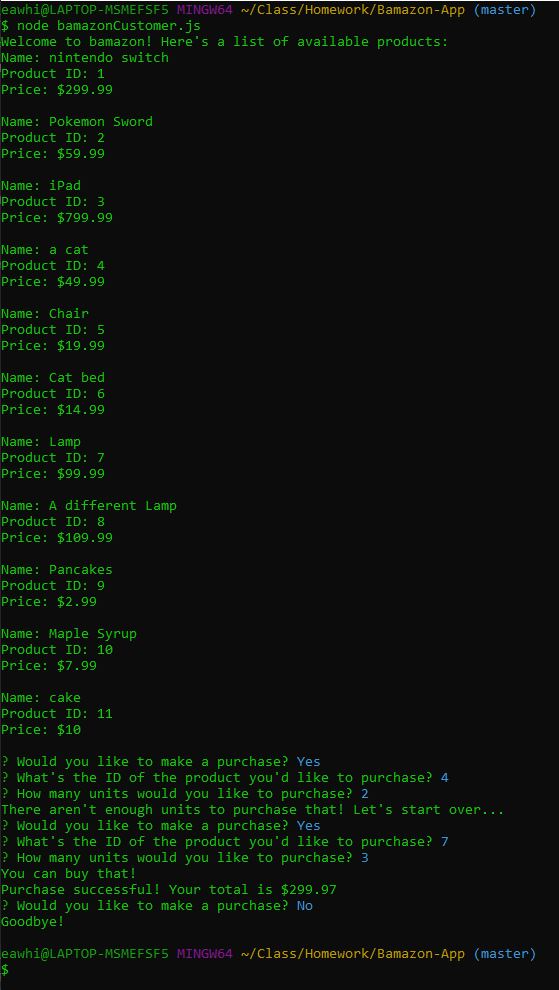 eawhi@LAPTOP-MSMEFSF5 MINGW64 ~/Class/Homework/Bamazon-App (master)
$ node bamazonCustomer.js
Welcome to bamazon! Here's a list of available products:
Name: nintendo switch
Product ID: 1
Price: $299.99

Name: Pokemon Sword
Product ID: 2
Price: $59.99

Name: iPad
Product ID: 3
Price: $799.99

Name: a cat
Product ID: 4
Price: $49.99

Name: Chair
Product ID: 5
Price: $19.99

Name: Cat bed
Product ID: 6
Price: $14.99

Name: Lamp
Product ID: 7
Price: $99.99

Name: A different Lamp
Product ID: 8
Price: $109.99

Name: Pancakes
Product ID: 9
Price: $2.99

Name: Maple Syrup
Product ID: 10
Price: $7.99

Name: cake
Product ID: 11
Price: $10

? Would you like to make a purchase? Yes
? What's the ID of the product you'd like to purchase? 4
? How many units would you like to purchase? 2
There aren't enough units to purchase that! Let's start over...
? Would you like to make a purchase? Yes
? What's the ID of the product you'd like to purchase? 7
? How many units would you like to purchase? 3
You can buy that!
Purchase successful! Your total is $299.97
? Would you like to make a purchase? No
Goodbye!

eawhi@LAPTOP-MSMEFSF5 MINGW64 ~/Class/Homework/Bamazon-App (master)
$